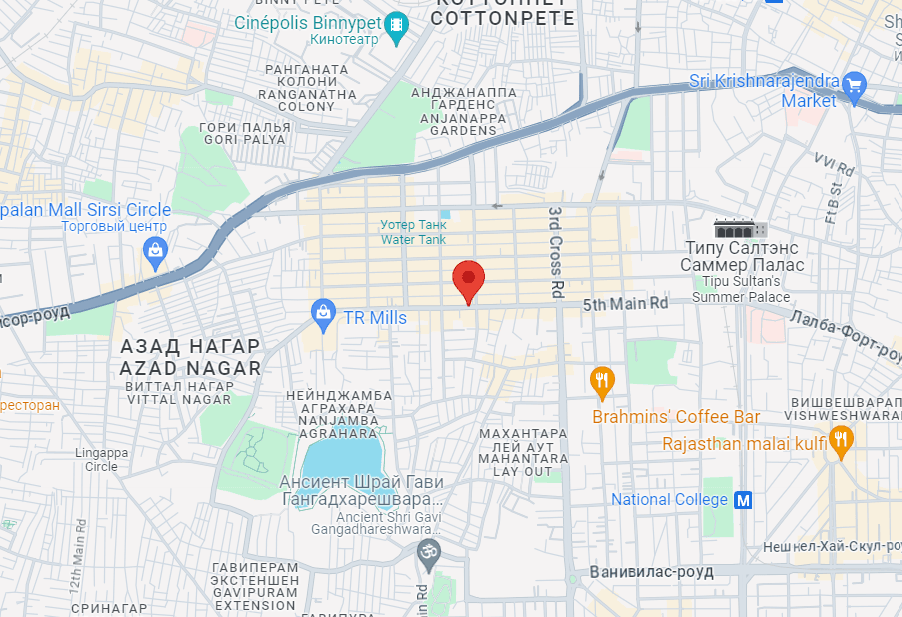 BINNY PETE
КОТТОНПЕТ
COTTONPETE
Cinépolis Binnypet
Кинотеатр
РАНГАНАТА
КОЛОНИ
RANGANATHA
COLONY
АНДЖАНАППА
ГАРДЕНС
ANJANAPPA
GARDENS
Sri Krishnarajendra
Market
ГОРИ ПАЛЬЯ
GORI PALYA
VVI Rd
Ft B St
palan Mall Sirsi Circle
Торговый центр
Уотер Танк
Water Tank
3rd Cross Rd
Типу Салтэнс
Саммер Палас
Tipu Sultan's
Summer Palace
5th Main Rd
TR Mills
сор-роуд
Лалба-Форт-роу
АЗАД НАГАР
AZAD NAGAR
ВИТТАЛ НАГАР
VITTAL NAGAR
ресторан
НЕЙНДЖАМБА
АГРАХАРА
NANJAMBA
AGRAHARA
Brahmins' Coffee Bar
ВИШВЕШВАРАП
VISHWESHWARA
Rajasthan malai kulfi
МАХАНТАРА
ЛЕЙ АУТ
MAHANTARA
LAY OUT
Lingappa
Circle
Ансиент Шрай Гави
Гангадхарешвара...
Ancient Shri Gavi
Gangadhareshwara...
National College
M
12th Main Rd
Нешнел-Хай-Скул-роу
ГАВИПЕРАМ
ЭКСТЕНШЕН
GAVIPURAM
EXTENSION
Ванивилас-роуд
СРИНАГАР
ГАВИПУРА
ain Rd